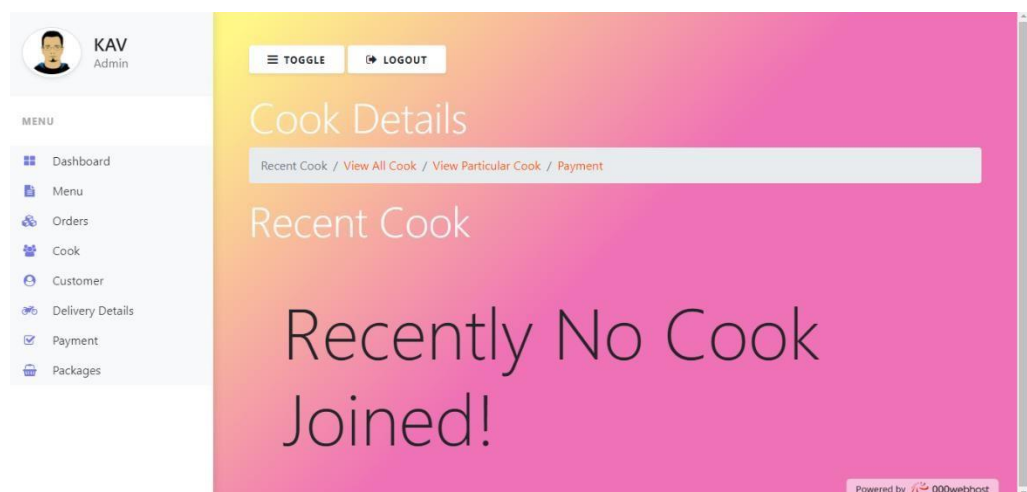 KAV
Admin
MENU
Dashboard
Menu
Orders
Cook
Customer
Delivery Details
Payment
Packages
TOGGLE
LOGOUT
Cook Details
Recent Cook / View All Cook / View Particular Cook / Payment
Recent Cook
Recently No Cook
Joined!
Powered by 000webhost